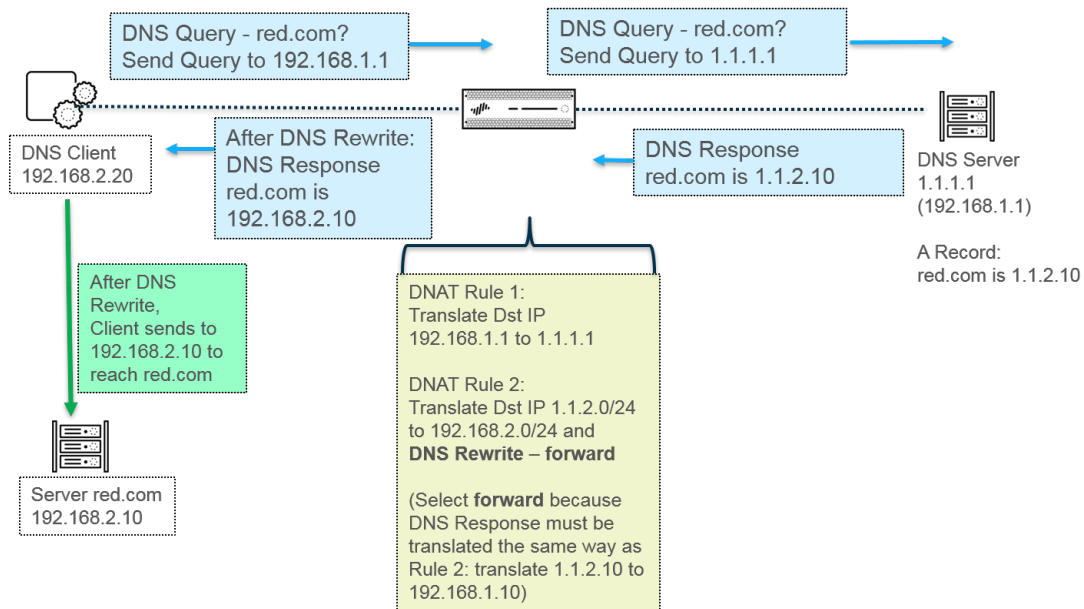 DNS Query - red.com?
Send Query to 192.168.1.1
DNS Query - red.com?
Send Query to 1.1.1.1
DNS Client
192.168.2.20
After DNS Rewrite:
DNS Response
red.com is
192.168.2.10
DNS Response
red.com is 1.1.2.10
DNS Server
1.1.1.1
(192.168.1.1)
A Record:
red.com is 1.1.2.10
After DNS
Rewrite,
Client sends to
192.168.2.10 to
reach red.com
DNAT Rule 1:
Translate Dst IP
192.168.1.1 to 1.1.1.1
DNAT Rule 2:
Translate Dst IP 1.1.2.0/24
to 192.168.2.0/24 and
DNS Rewrite – forward
(Select forward because
DNS Response must be
translated the same way as
Rule 2: translate 1.1.2.10 to
192.168.1.10)
Server red.com
192.168.2.10